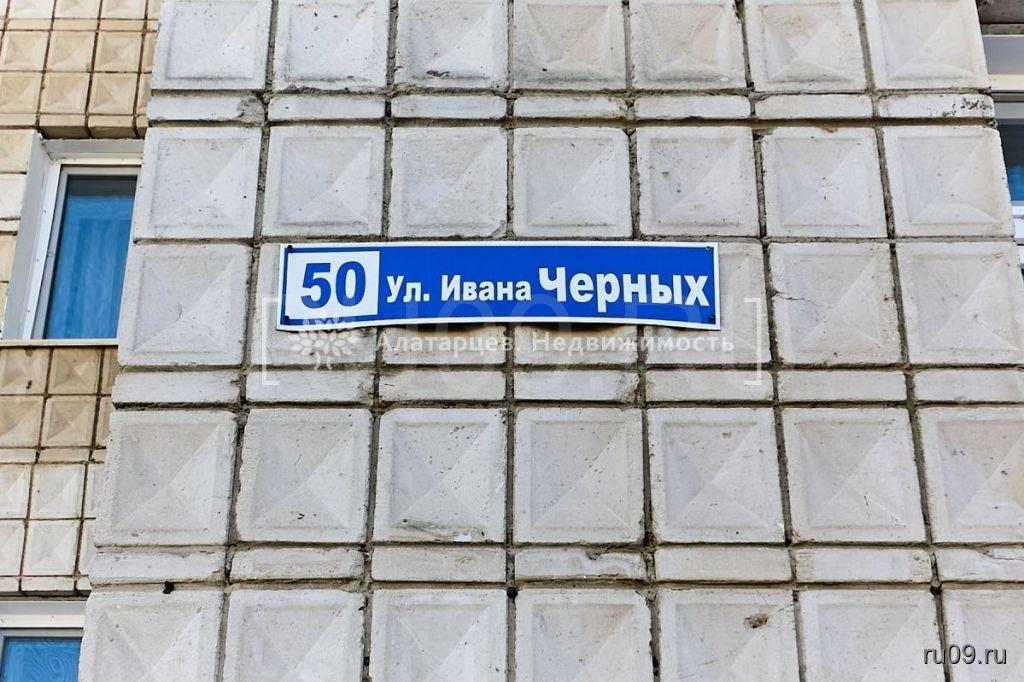 50 Ул. Ивана Черных
Алатарцев. Недвижимость
ru09.ru